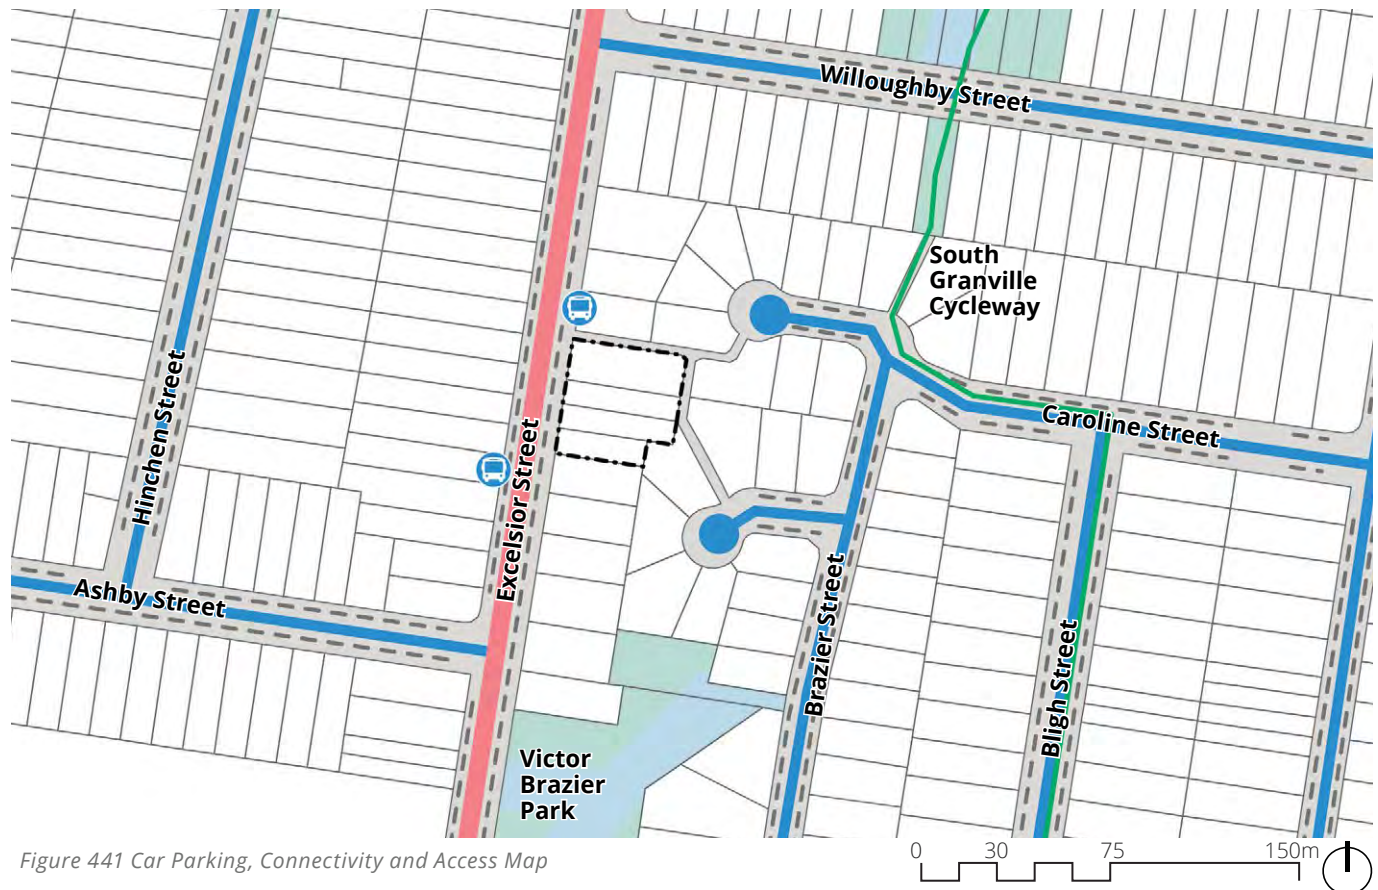 Willoughby Street
South
Granville
Cycleway
Hinchen Street
Excelsior Street
Caroline Street
Ashby Street
Brazier Street
Bligh Street
Victor
Brazier
Park
Figure 441 Car Parking, Connectivity and Access Map
0 30 75 150m